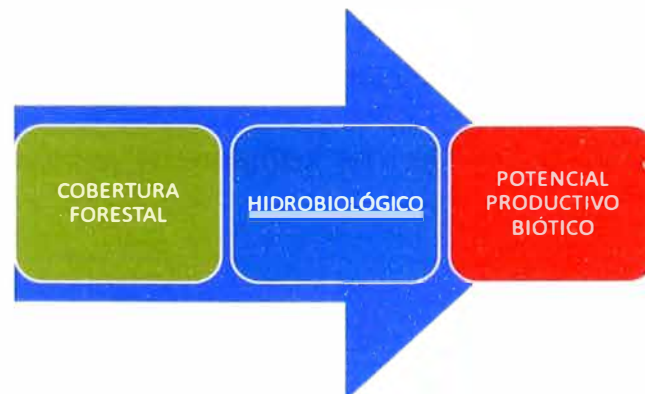 COBERTURA
FORESTAL
HIDROBIOLÓGICO
POTENCIAL
PRODUCTIVO
BIÓTICO